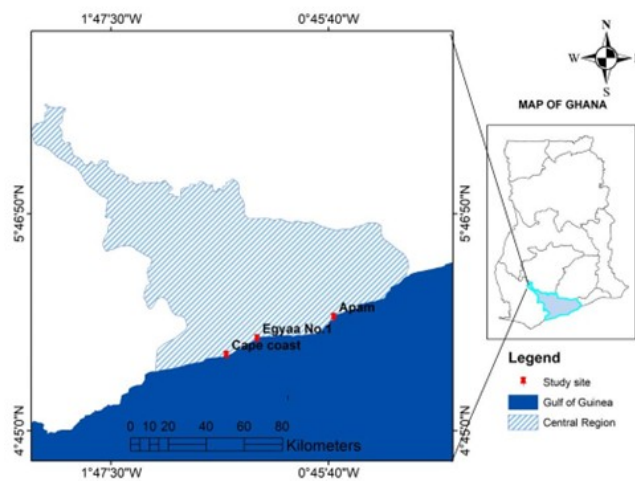 1°47'30"W
0°45'40"W
N
W
S
MAP OF GHANA
5°46'50"N
5°46'50"N
Apam
Egyaa No.1
Cape coast
Legend
Study site
Gulf of Guinea
Central Region
4°45'0"N
4°45'0"N
0 10 20 40 60 80
Kilometers
1°47'30"W
0°45'40"W